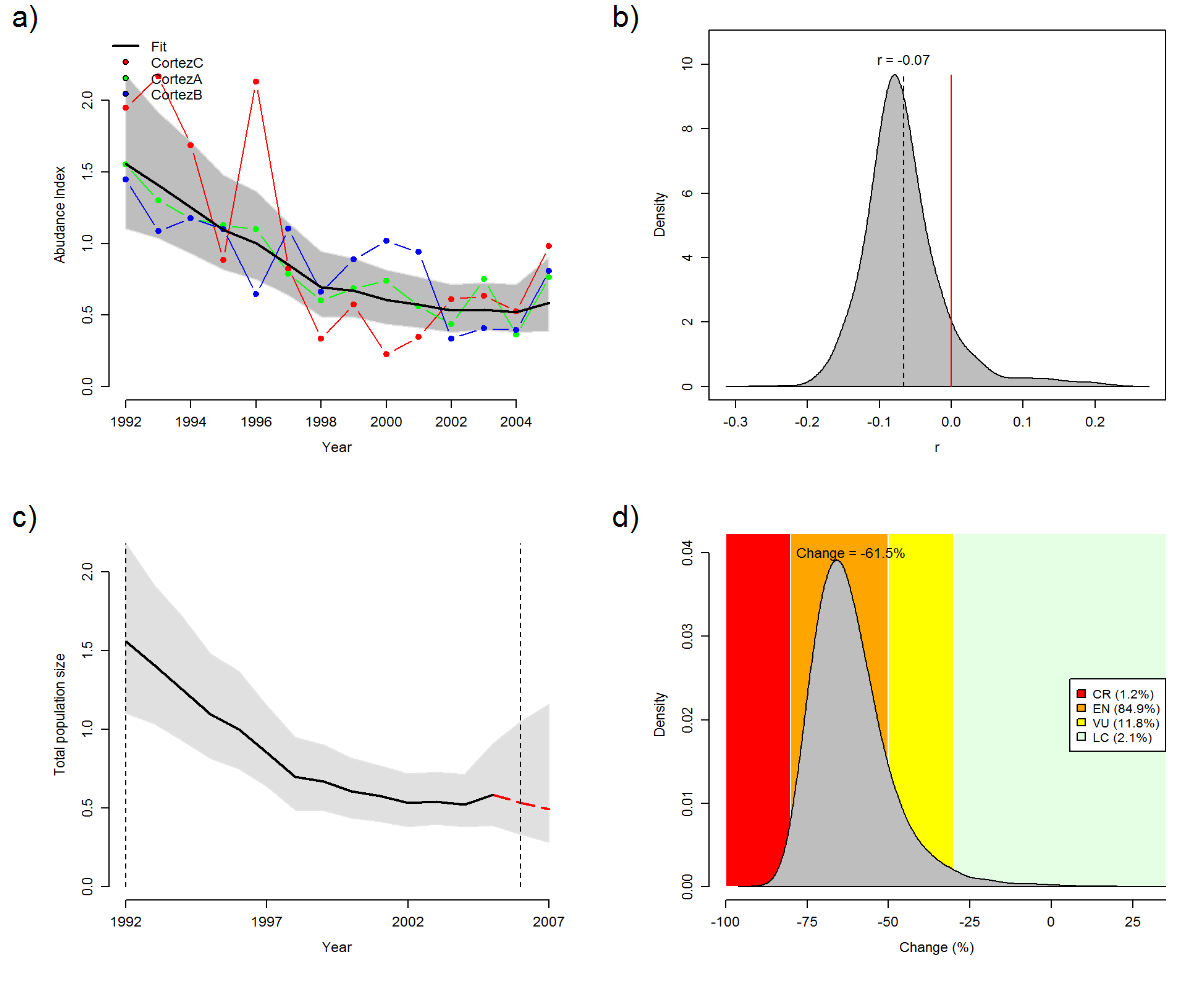 a)
Fit
CortezC
CortezA
CortezB
0.0 0.5 1.0 1.5 2.0
Abudance Index
1992 1994 1996 1998 2000 2002 2004
Year
b)
r = -0.07
0 2 4 6 8 10
Density
-0.3 -0.2 -0.1 0.0 0.1 0.2
r
c)
0.0 0.5 1.0 1.5 2.0
Total population size
1992 1997 2002 2007
Year
d)
Change = -61.5%
0.00 0.01 0.02 0.03 0.04
Density
CR (1.2%)
EN (84.9%)
VU (11.8%)
LC (2.1%)
-100 -75 -50 -25 0 25
Change (%)